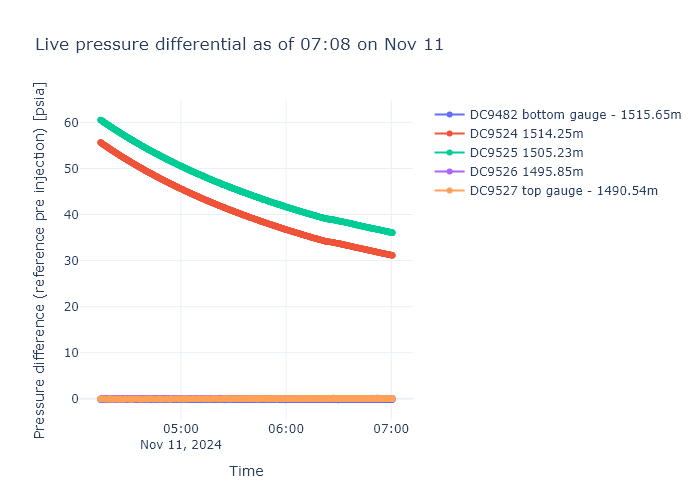 Live pressure differential as of 07:08 on Nov 11
Pressure difference (reference pre injection) [psia]
60
50
40
30
20
10
0
05:00
Nov 11, 2024
06:00
07:00
Time
DC9482 bottom gauge - 1515.65m
DC9524 1514.25m
DC9525 1505.23m
DC9526 1495.85m
DC9527 top gauge - 1490.54m